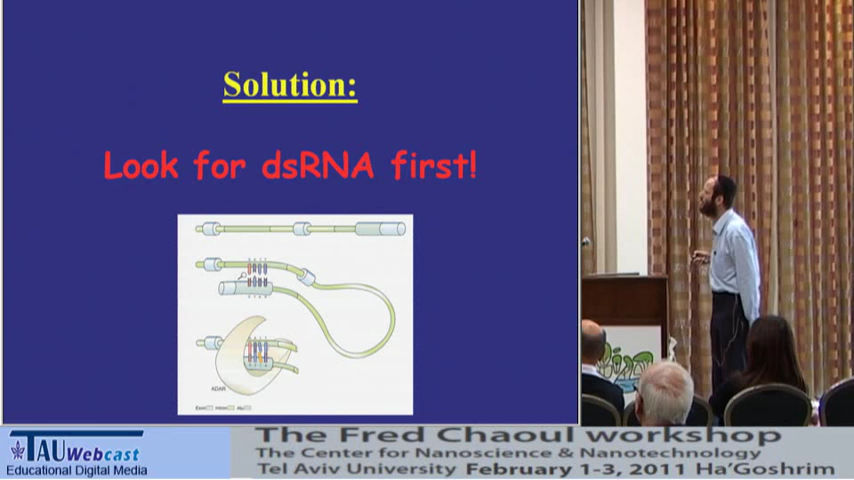 Solution:
Look for dsRNA first!
ADAR
TAU Webcast
Educational Digital Media
The Fred Chaoul workshop
The Center for Nanoscience & Nanotechnology
Tel Aviv University February 1-3, 2011 Ha'Goshrim